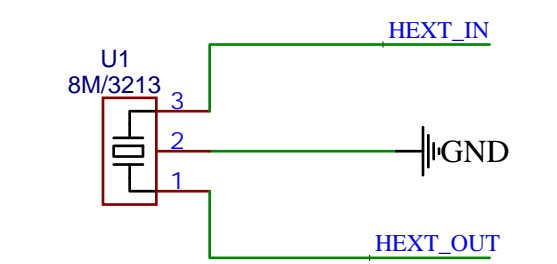 HEXT_IN
U1
8M/3213
3
2
GND
1
HEXT_OUT